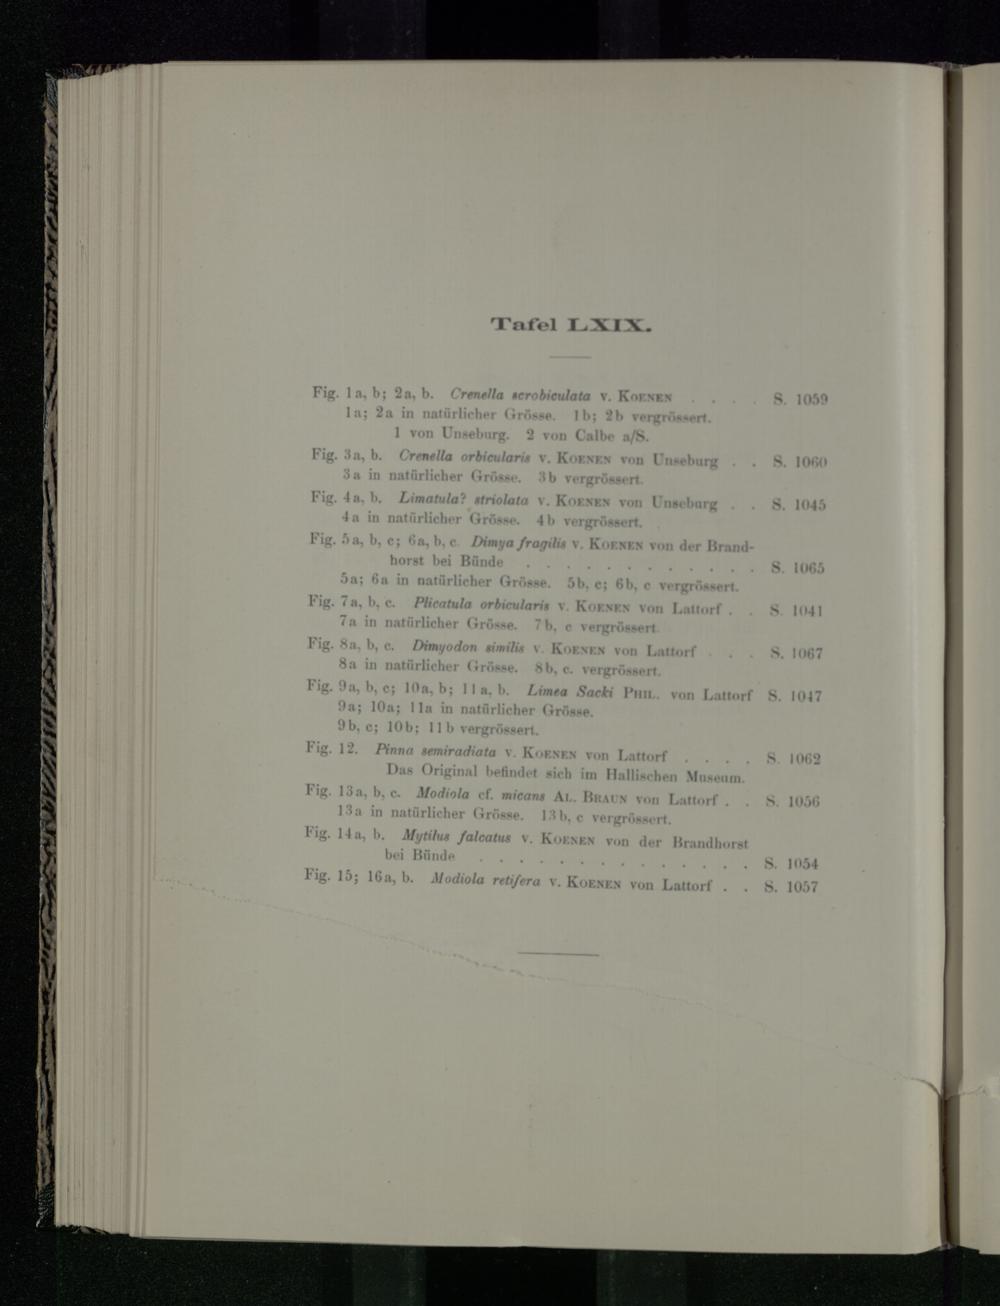 Tafel LXIX.
Fig. 1a, b; 2a, b. Crenella scrobiculata v. Koenen . . . . S. 1059
1a; 2a in natürlicher Grösse. 1b; 2b vergrössert.
1 von Unseburg. 2 von Calbe a/S.
Fig. 3a, b. Crenella orbicularis v. Koenen von Unseburg . . S. 1060
3a in natürlicher Grösse. 3b vergrössert.
Fig. 4a, b. Limatula? striolata v. Koenen von Unseburg . . S. 1045
4a in natürlicher Grösse. 4b vergrössert.
Fig. 5a, b, c; 6a, b, c. Dimya fragilis v. Koenen von der Brand-
horst bei Bünde . . . . . . . . . . . . S. 1065
5a; 6a in natürlicher Grösse. 5b, c; 6b, c vergrössert.
Fig. 7a, b, c. Plicatula orbicularis v. Koenen von Lattorf . . S. 1041
7a in natürlicher Grösse. 7b, c vergrössert.
Fig. 8a, b, c. Dimyodon similis v. Koenen von Lattorf . . . S. 1067
8a in natürlicher Grösse. 8b, c. vergrössert.
Fig. 9a, b, c; 10a, b; 11a, b. Limea Sacki Phil. von Lattorf S. 1047
9a; 10a; 11a in natürlicher Grösse.
9b, c; 10b; 11b vergrössert.
Fig. 12. Pinna semiradiata v. Koenen von Lattorf . . . . S. 1062
Das Original befindet sich im Hallischen Museum.
Fig. 13a, b, c. Modiola cf. micans Al. Braun von Lattorf . . S. 1056
13a in natürlicher Grösse. 13b, c vergrössert.
Fig. 14a, b. Mytilus falcatus v. Koenen von der Brandhorst
bei Bünde . . . . . . . . . . . . . . S. 1054
Fig. 15; 16a, b. Modiola retifera v. Koenen von Lattorf . . S. 1057